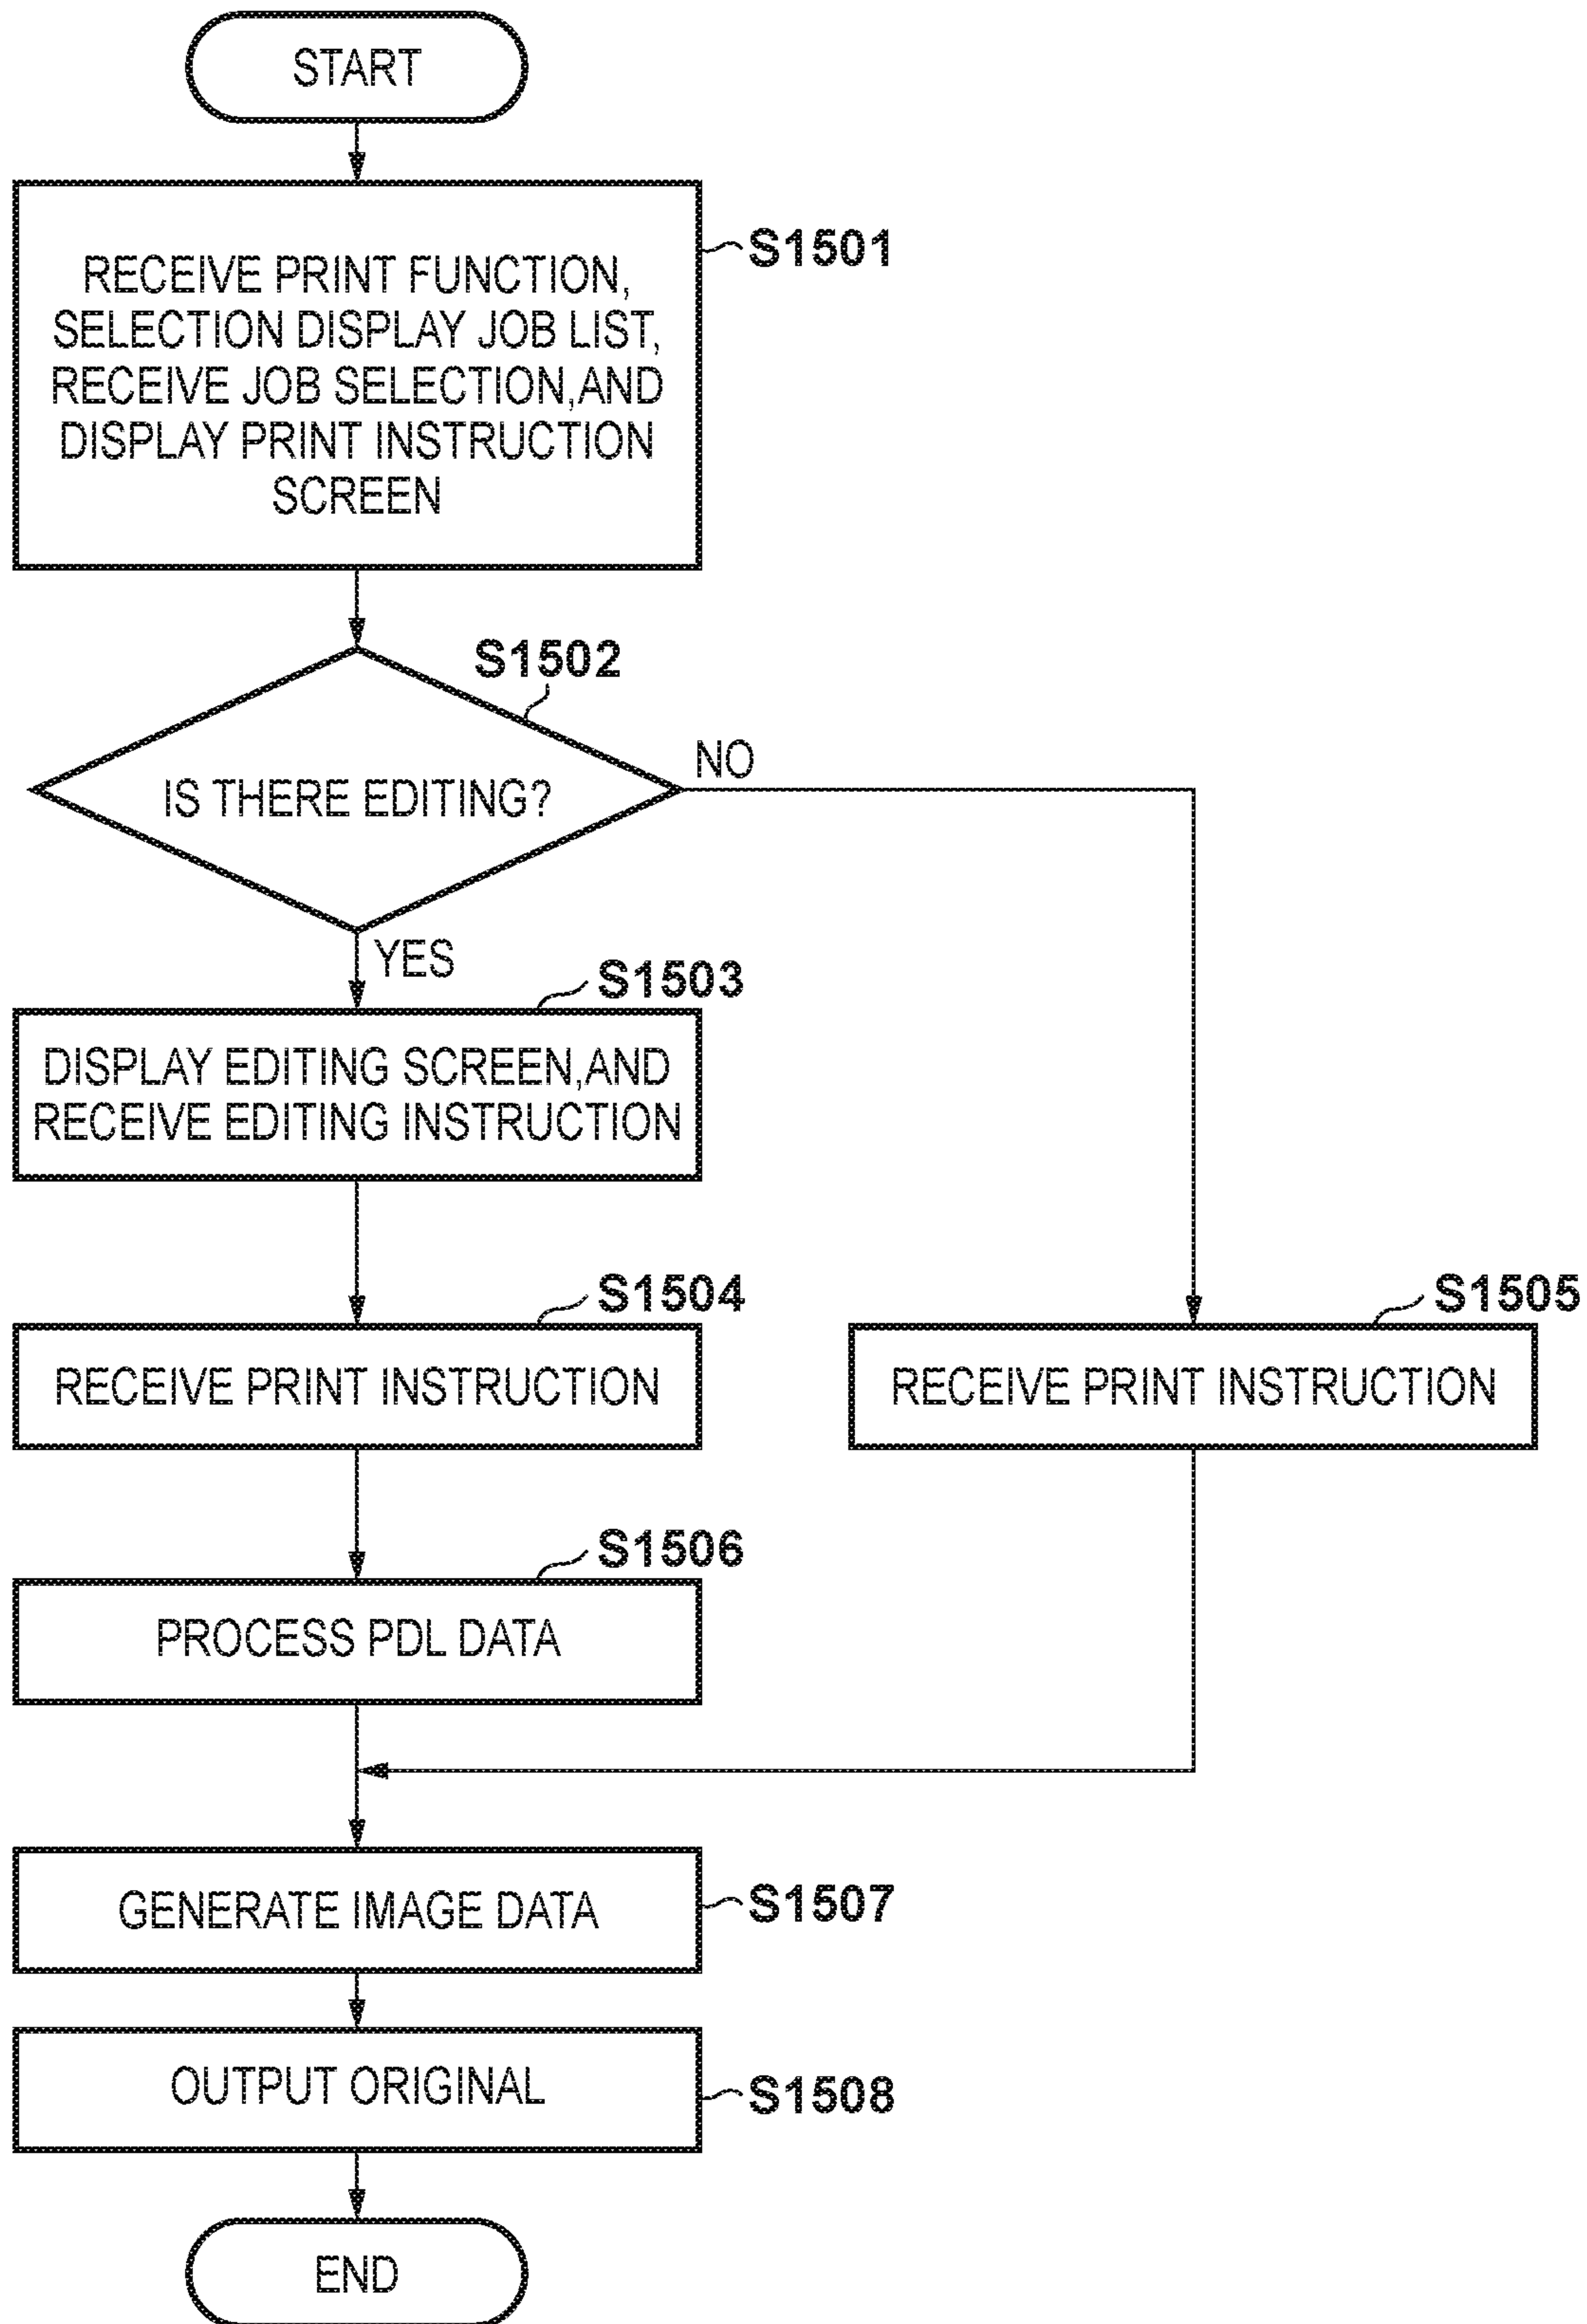 START
RECEIVE PRINT FUNCTION,
SELECTION DISPLAY JOB LIST,
RECEIVE JOB SELECTION,AND
DISPLAY PRINT INSTRUCTION
SCREEN
S1501
S1502
IS THERE EDITING?
NO
YES
S1503
DISPLAY EDITING SCREEN,AND
RECEIVE EDITING INSTRUCTION
S1504
RECEIVE PRINT INSTRUCTION
S1505
RECEIVE PRINT INSTRUCTION
S1506
PROCESS PDL DATA
GENERATE IMAGE DATA
S1507
OUTPUT ORIGINAL
S1508
END